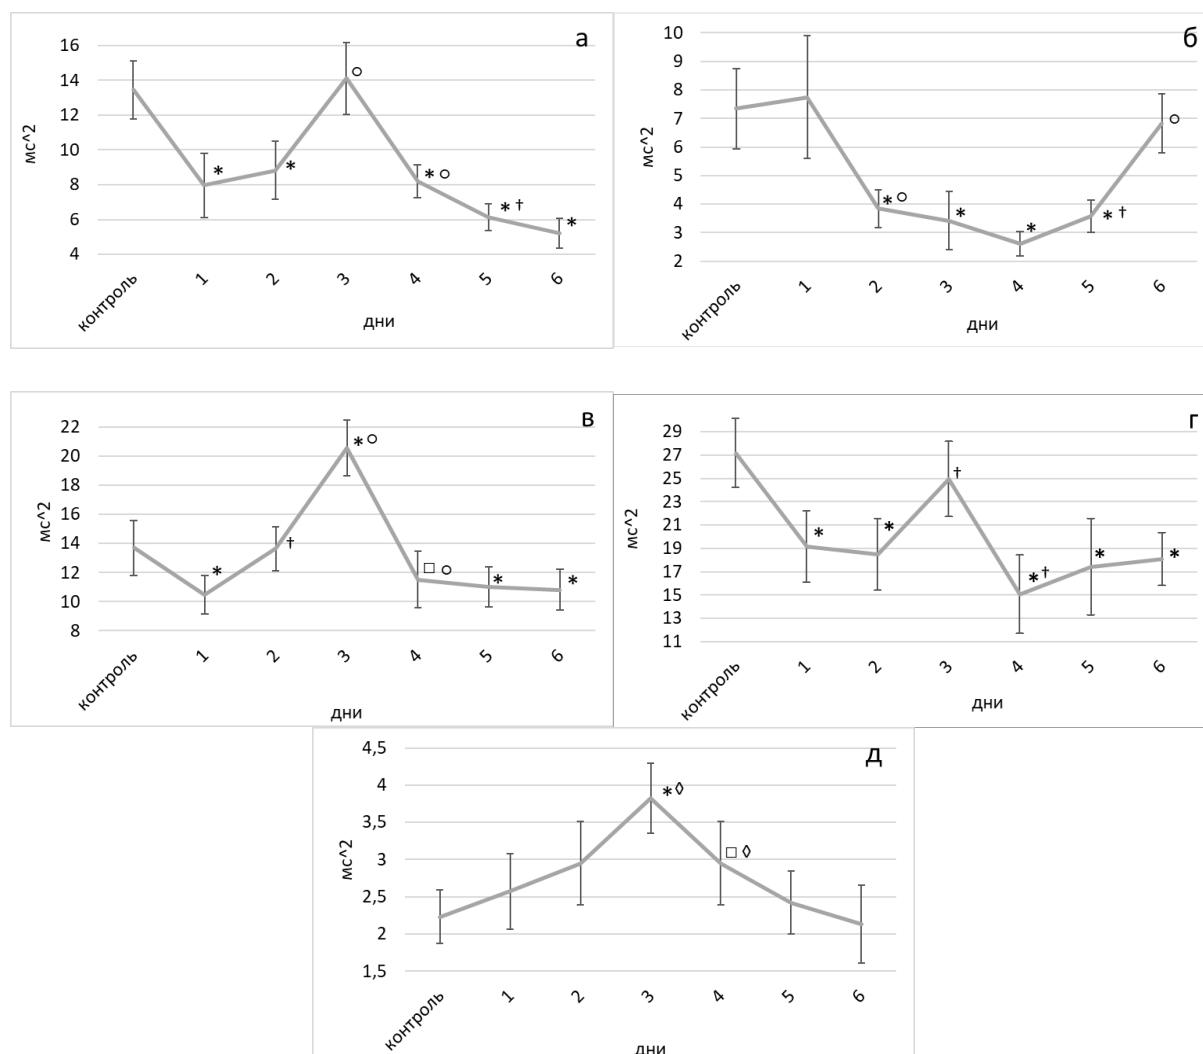 а
16
14
12
10
8
6
4
мс^2
* * ○ * ○ * † *
контроль 1 2 3 4 5 6
дни
б
10
9
8
7
6
5
4
3
2
мс^2
* ○ * * * † ○
контроль 1 2 3 4 5 6
дни
в
22
20
18
16
14
12
10
8
мс^2
* † * ○ □ ○ * *
контроль 1 2 3 4 5 6
дни
г
29
27
25
23
21
19
17
15
13
11
мс^2
* * † * † * *
контроль 1 2 3 4 5 6
дни
д
4,5
4
3,5
3
2,5
2
1,5
мс^2
* ◊ □ ◊
контроль 1 2 3 4 5 6
дни